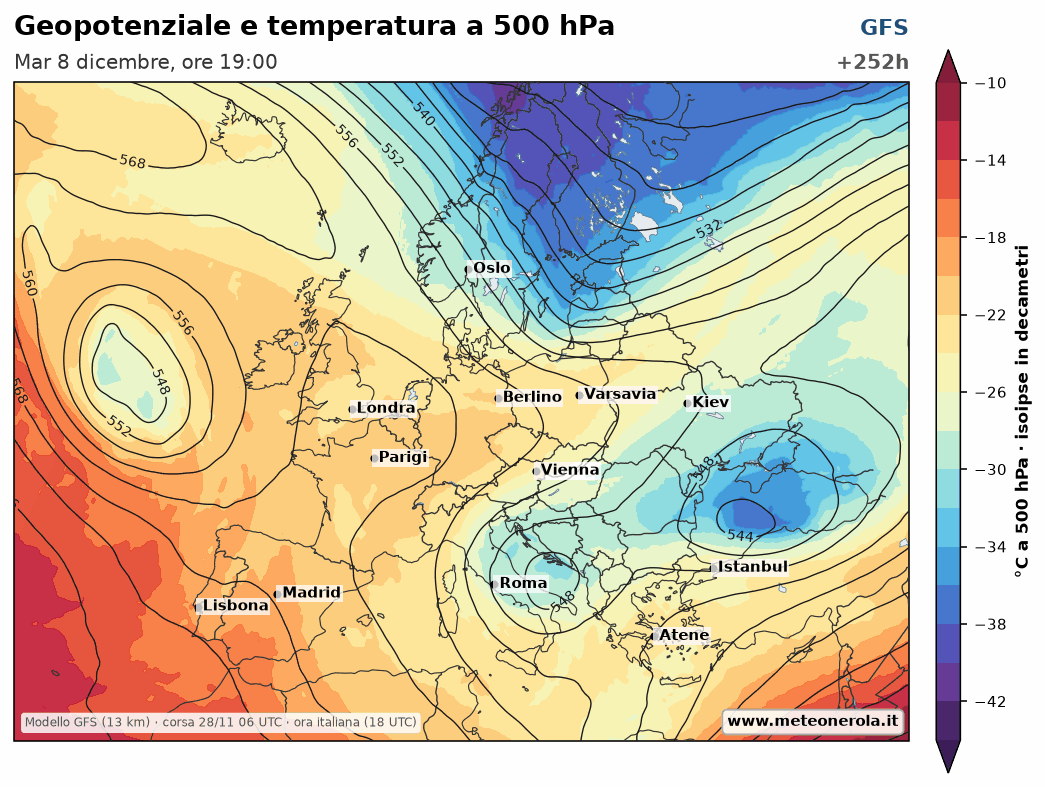 Geopotenziale e temperatura a 500 hPa
GFS
Mar 8 dicembre, ore 19:00
+252h
540
556
552
568
532
560
556
548
552
568
548
544
548
Oslo
Berlino
Varsavia
Kiev
Londra
Parigi
Vienna
Istanbul
Roma
Madrid
Lisbona
Atene
−10
−14
−18
−22
−26
−30
−34
−38
−42
°C a 500 hPa · isoipse in decametri
Modello GFS (13 km) · corsa 28/11 06 UTC · ora italiana (18 UTC)
www.meteonerola.it